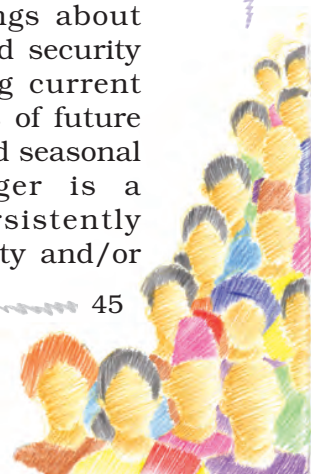 ngs about
d security
g current
of future
d seasonal
ger is a
rsistently
ty and/or
45